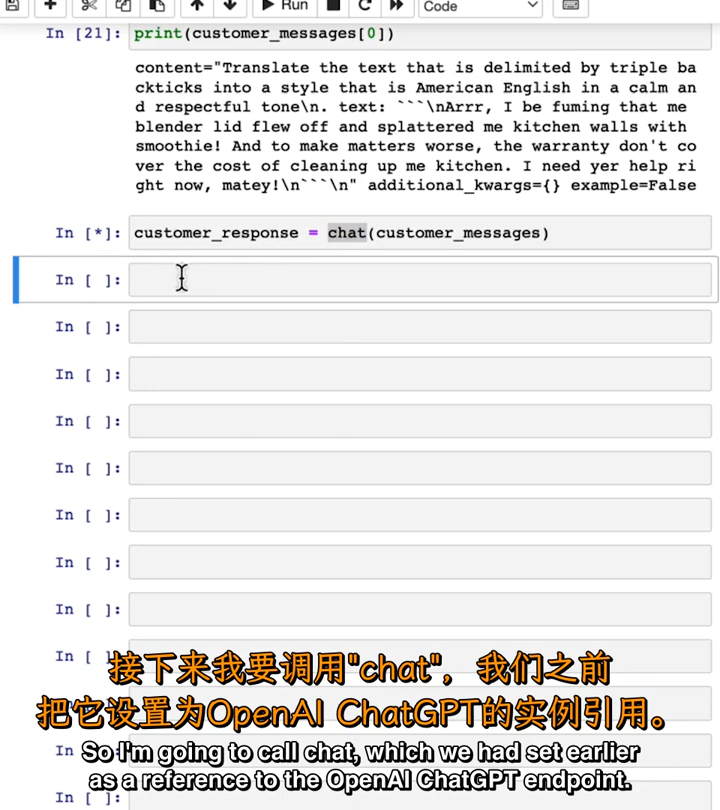 Run
Code
In [21]: print(customer_messages[0])
content="Translate the text that is delimited by triple ba
ckticks into a style that is American English in a calm an
d respectful tone\n. text: ```\nArrr, I be fuming that me
blender lid flew off and splattered me kitchen walls with
smoothie! And to make matters worse, the warranty don't co
ver the cost of cleaning up me kitchen. I need yer help ri
ght now, matey!\n```\n" additional_kwargs={} example=False
In [*]: customer_response = chat(customer_messages)
In [ ]:
In [ ]:
In [ ]:
In [ ]:
In [ ]:
In [ ]:
In [ ]:
In [ ]:
In [ ]:
接下来我要调用"chat"，我们之前
把它设置为OpenAI ChatGPT的实例引用。
In [ ]:
So I'm going to call chat, which we had set earlier
as a reference to the OpenAI ChatGPT endpoint.
In [ ]: